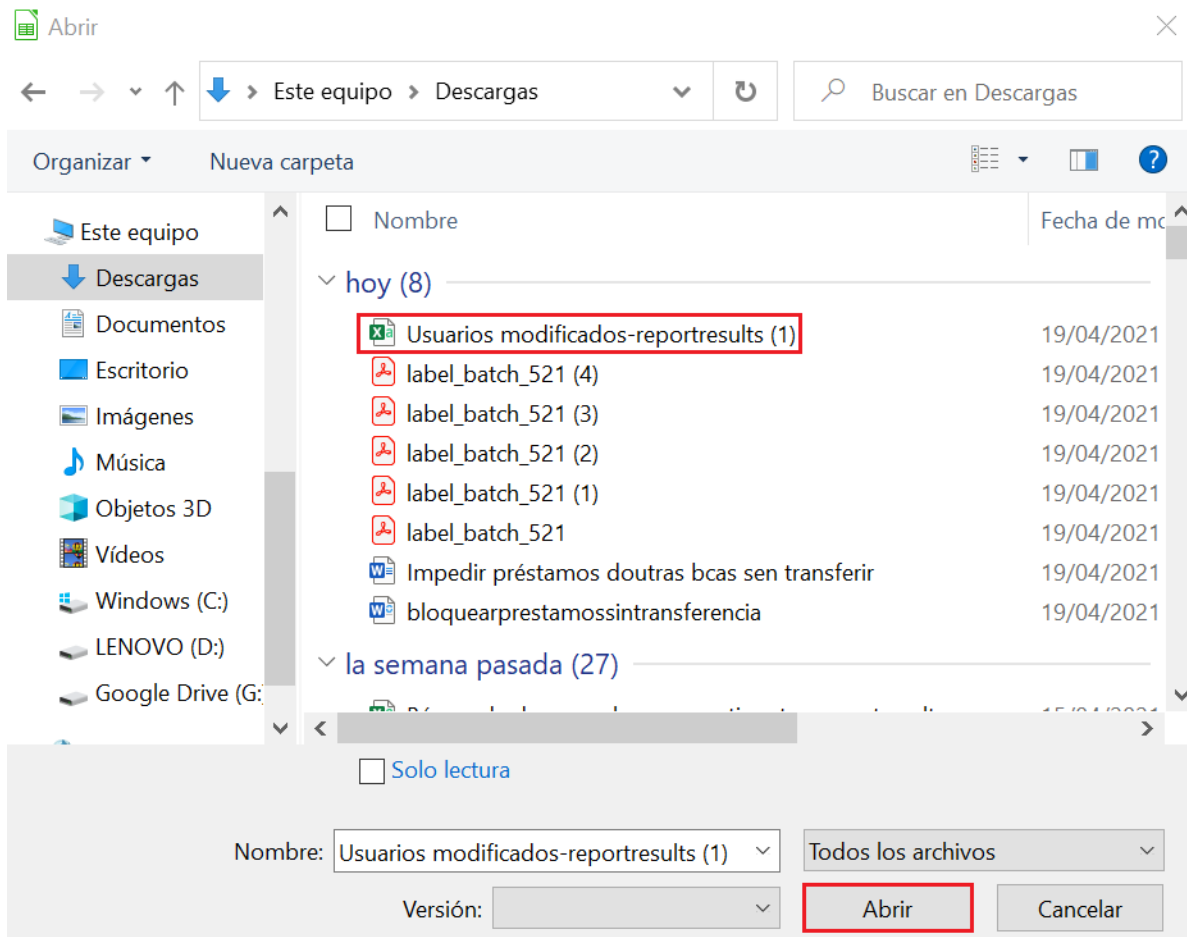 Abrir
Este equipo > Descargas
Buscar en Descargas
Organizar
Nueva carpeta
?
Este equipo
Descargas
Documentos
Escritorio
Imágenes
Música
Objetos 3D
Vídeos
Windows (C:)
LENOVO (D:)
Google Drive (G:
Nombre
Fecha de mo
hoy (8)
Usuarios modificados-reportresults (1) 19/04/2021
label_batch_521 (4) 19/04/2021
label_batch_521 (3) 19/04/2021
label_batch_521 (2) 19/04/2021
label_batch_521 (1) 19/04/2021
label_batch_521 19/04/2021
Impedir préstamos doutras bcas sen transferir 19/04/2021
bloquearprestamossintransferencia 19/04/2021
la semana pasada (27)
Solo lectura
Nombre: Usuarios modificados-reportresults (1)
Todos los archivos
Versión:
Abrir
Cancelar